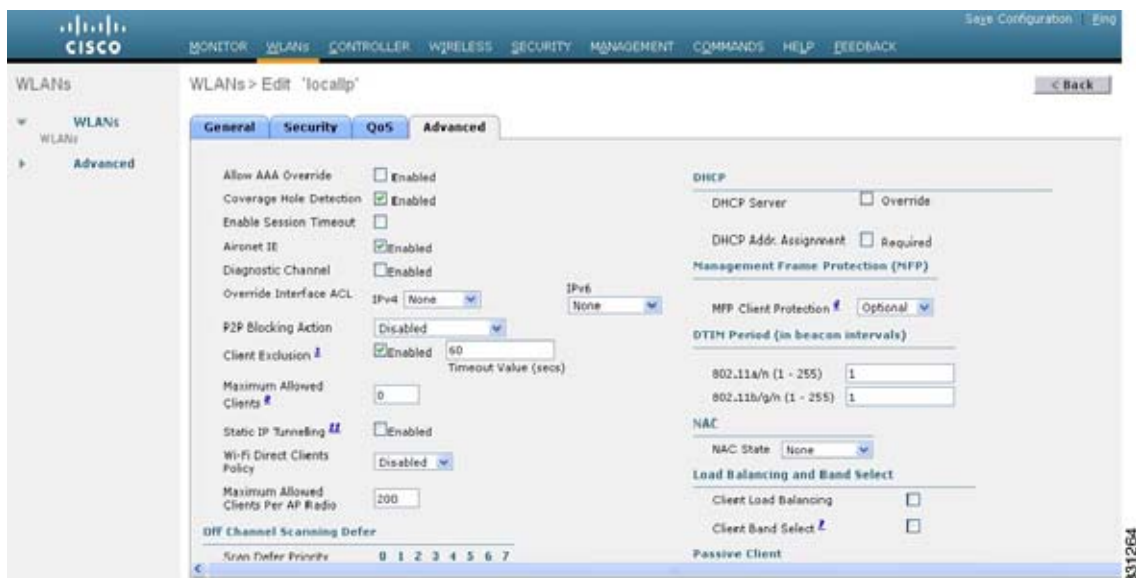 Save Configuration Ping
CISCO
MONITOR WLANs CONTROLLER WIRELESS SECURITY MANAGEMENT COMMANDS HELP FEEDBACK
WLANs
WLANs > Edit 'locallp'
< Back
WLANs
WLANs
Advanced
General Security QoS Advanced
Allow AAA Override Enabled
Coverage Hole Detection Enabled
Enable Session Timeout
Aironet IE Enabled
Diagnostic Channel Enabled
Override Interface ACL IPv4 None IPv6 None
P2P Blocking Action Disabled
Client Exclusion Enabled 60
Timeout Value (secs)
Maximum Allowed
Clients 0
Static IP Tunneling 11 Enabled
Wi-Fi Direct Clients
Policy Disabled
Maximum Allowed
Clients Per AP Radio 200
Off Channel Scanning Defer
Scan Defer Priority 0 1 2 3 4 5 6 7
DHCP
DHCP Server Override
DHCP Addr. Assignment Required
Management Frame Protection (MFP)
MFP Client Protection Optional
DTIM Period (in beacon intervals)
802.11a/n (1 - 255) 1
802.11b/g/n (1 - 255) 1
NAC
NAC State None
Load Balancing and Band Select
Client Load Balancing
Client Band Select
Passive Client